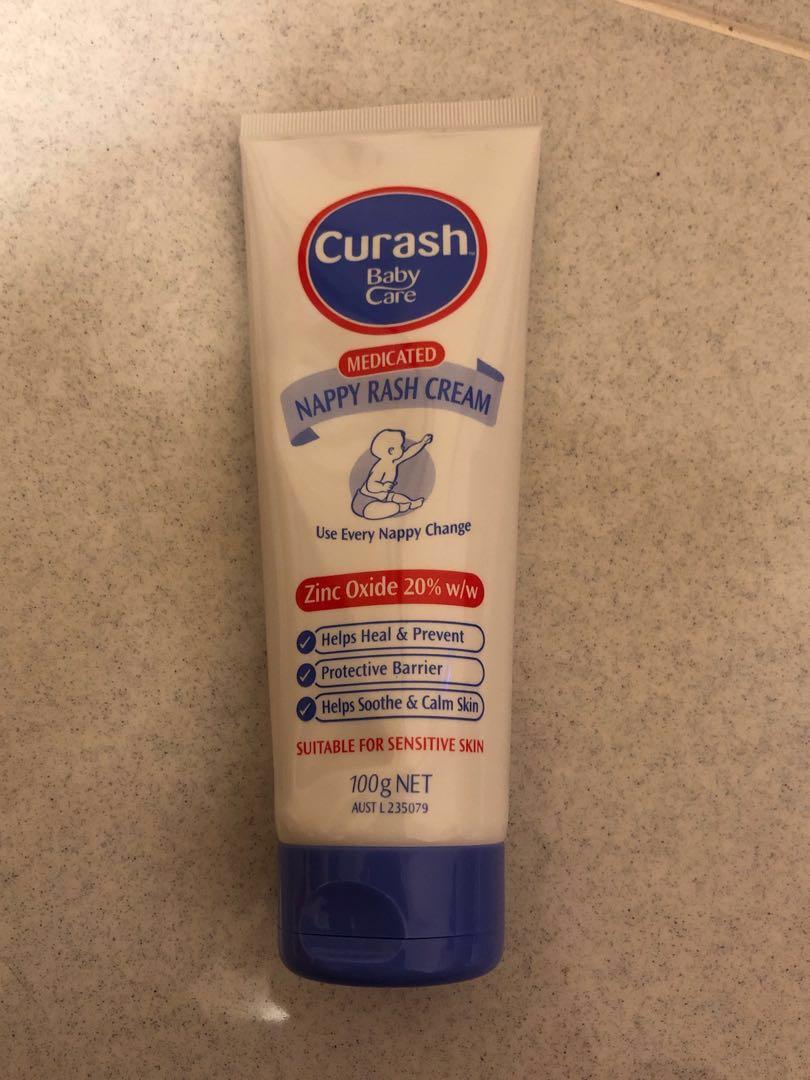 Curash™
Baby
Care
MEDICATED
NAPPY RASH CREAM
Use Every Nappy Change
Zinc Oxide 20% w/w
Helps Heal & Prevent
Protective Barrier
Helps Soothe & Calm Skin
SUITABLE FOR SENSITIVE SKIN
100g NET
AUST L 235079